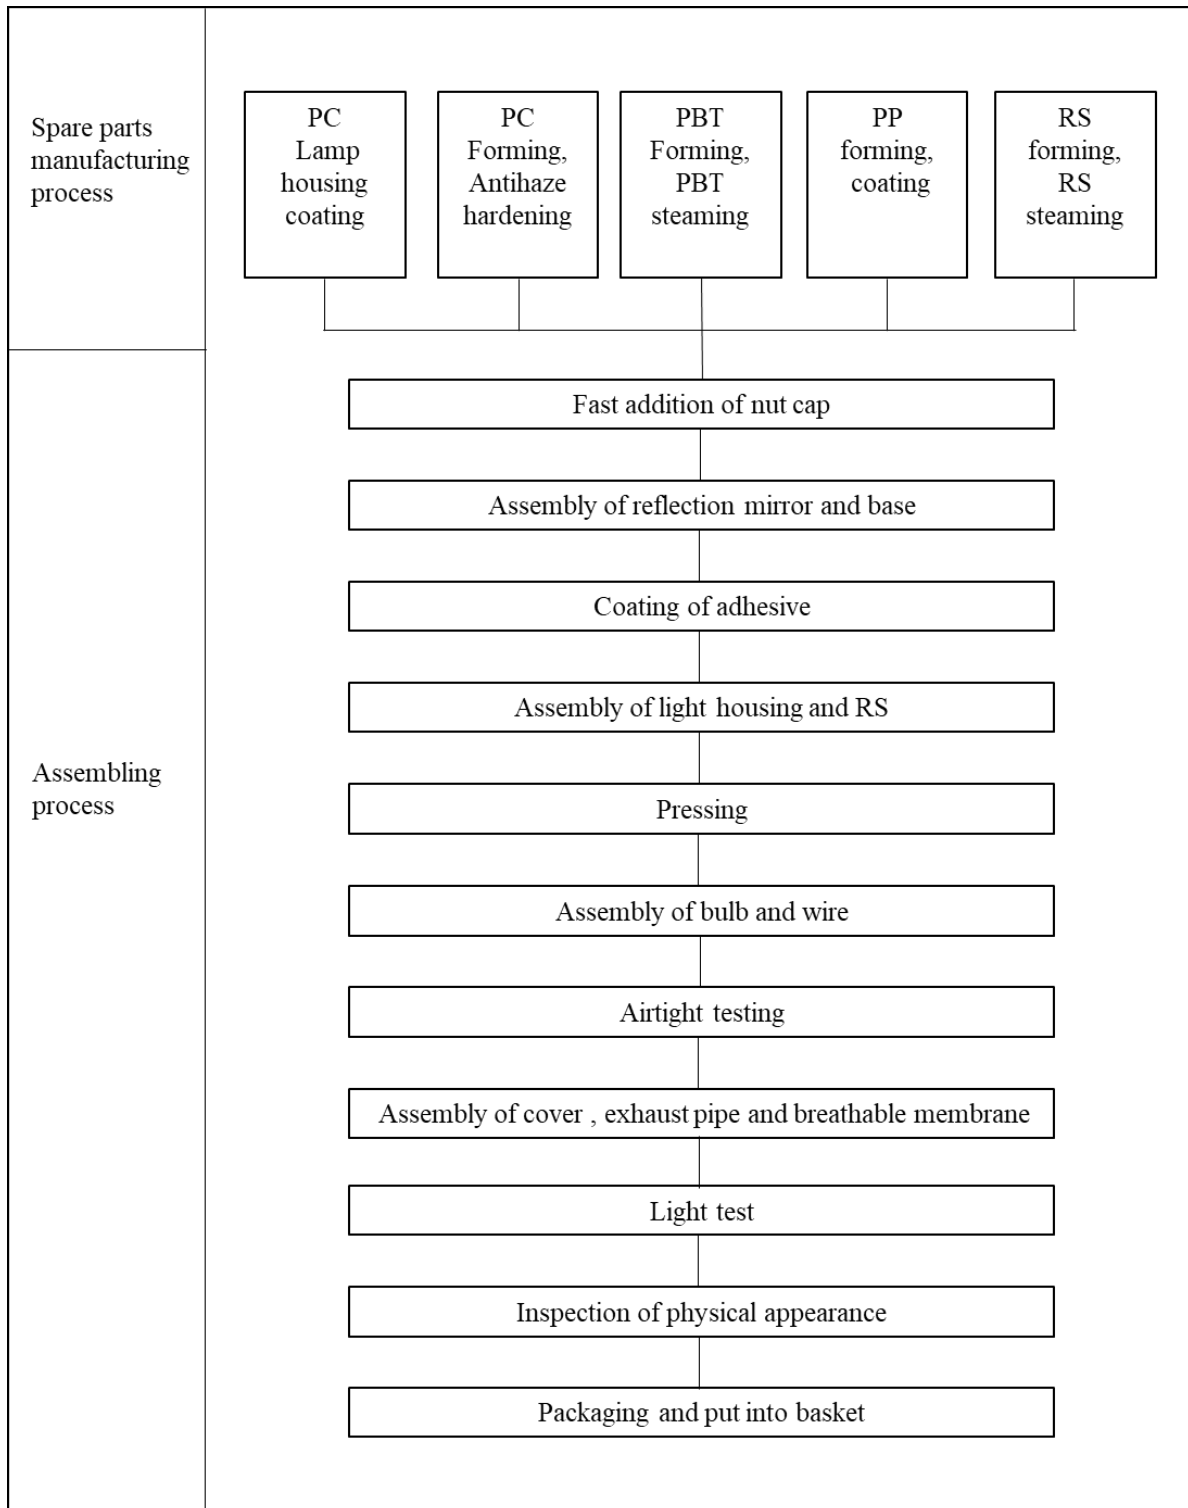 Spare parts
manufacturing
process
PC
Lamp
housing
coating
PC
Forming,
Antihaze
hardening
PBT
Forming,
PBT
steaming
PP
forming,
coating
RS
forming,
RS
steaming
Assembling
process
Fast addition of nut cap
Assembly of reflection mirror and base
Coating of adhesive
Assembly of light housing and RS
Pressing
Assembly of bulb and wire
Airtight testing
Assembly of cover , exhaust pipe and breathable membrane
Light test
Inspection of physical appearance
Packaging and put into basket